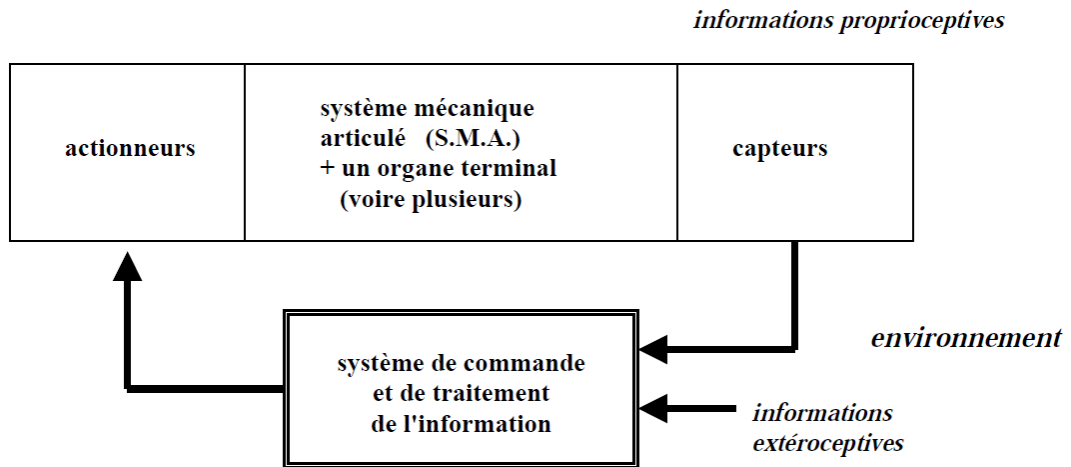 informations proprioceptives
actionneurs
système mécanique
articulé (S.M.A.)
+ un organe terminal
(voire plusieurs)
capteurs
système de commande
et de traitement
de l'information
environnement
informations
extéroceptives